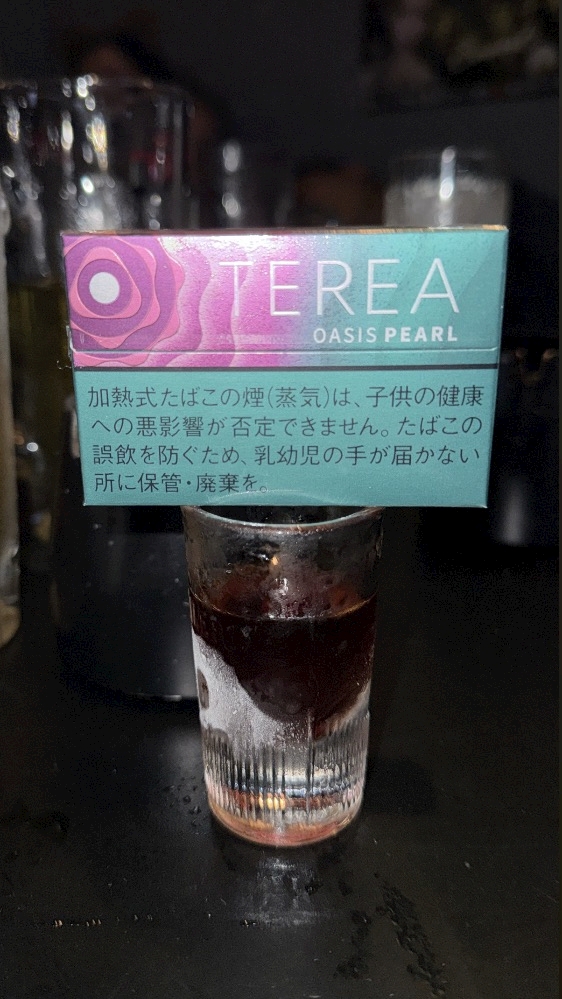 TEREA
OASIS PEARL
加熱式たばこの煙(蒸気)は、子供の健康
への悪影響が否定できません。たばこの
誤飲を防ぐため、乳幼児の手が届かない
所に保管・廃棄を。